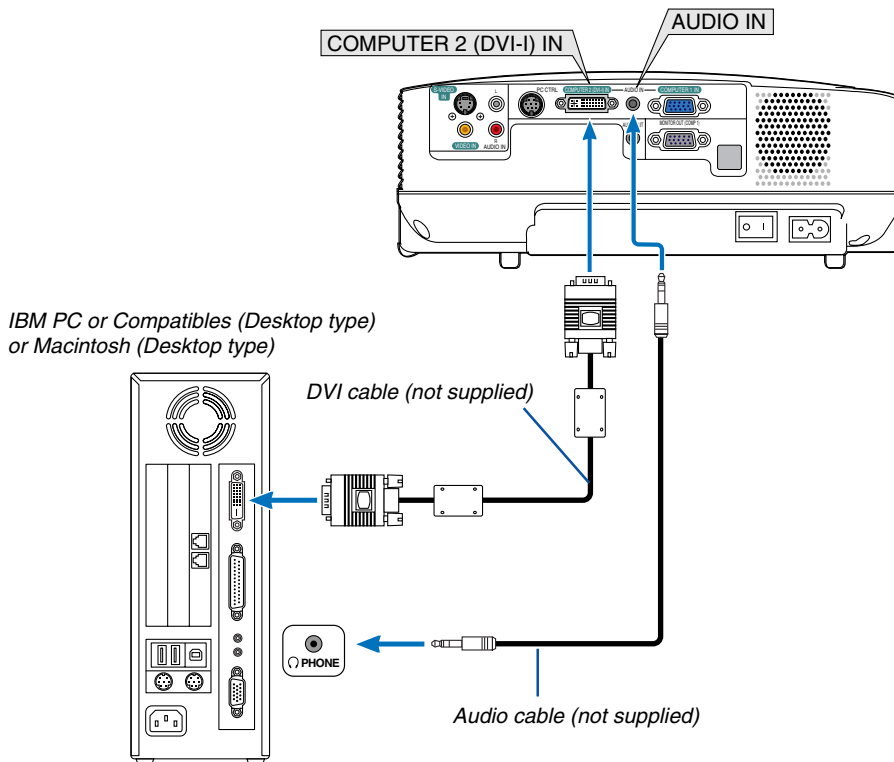 COMPUTER 2 (DVI-I) IN
AUDIO IN
S-VIDEO
IN
L
PC CTRL
COMPUTER 2 (DVI-I) IN
AUDIO IN
COMPUTER 1 IN
VIDEO IN
R
AUDIO IN
MONITOR OUT (COMP 1)
IBM PC or Compatibles (Desktop type)
or Macintosh (Desktop type)
DVI cable (not supplied)
PHONE
Audio cable (not supplied)